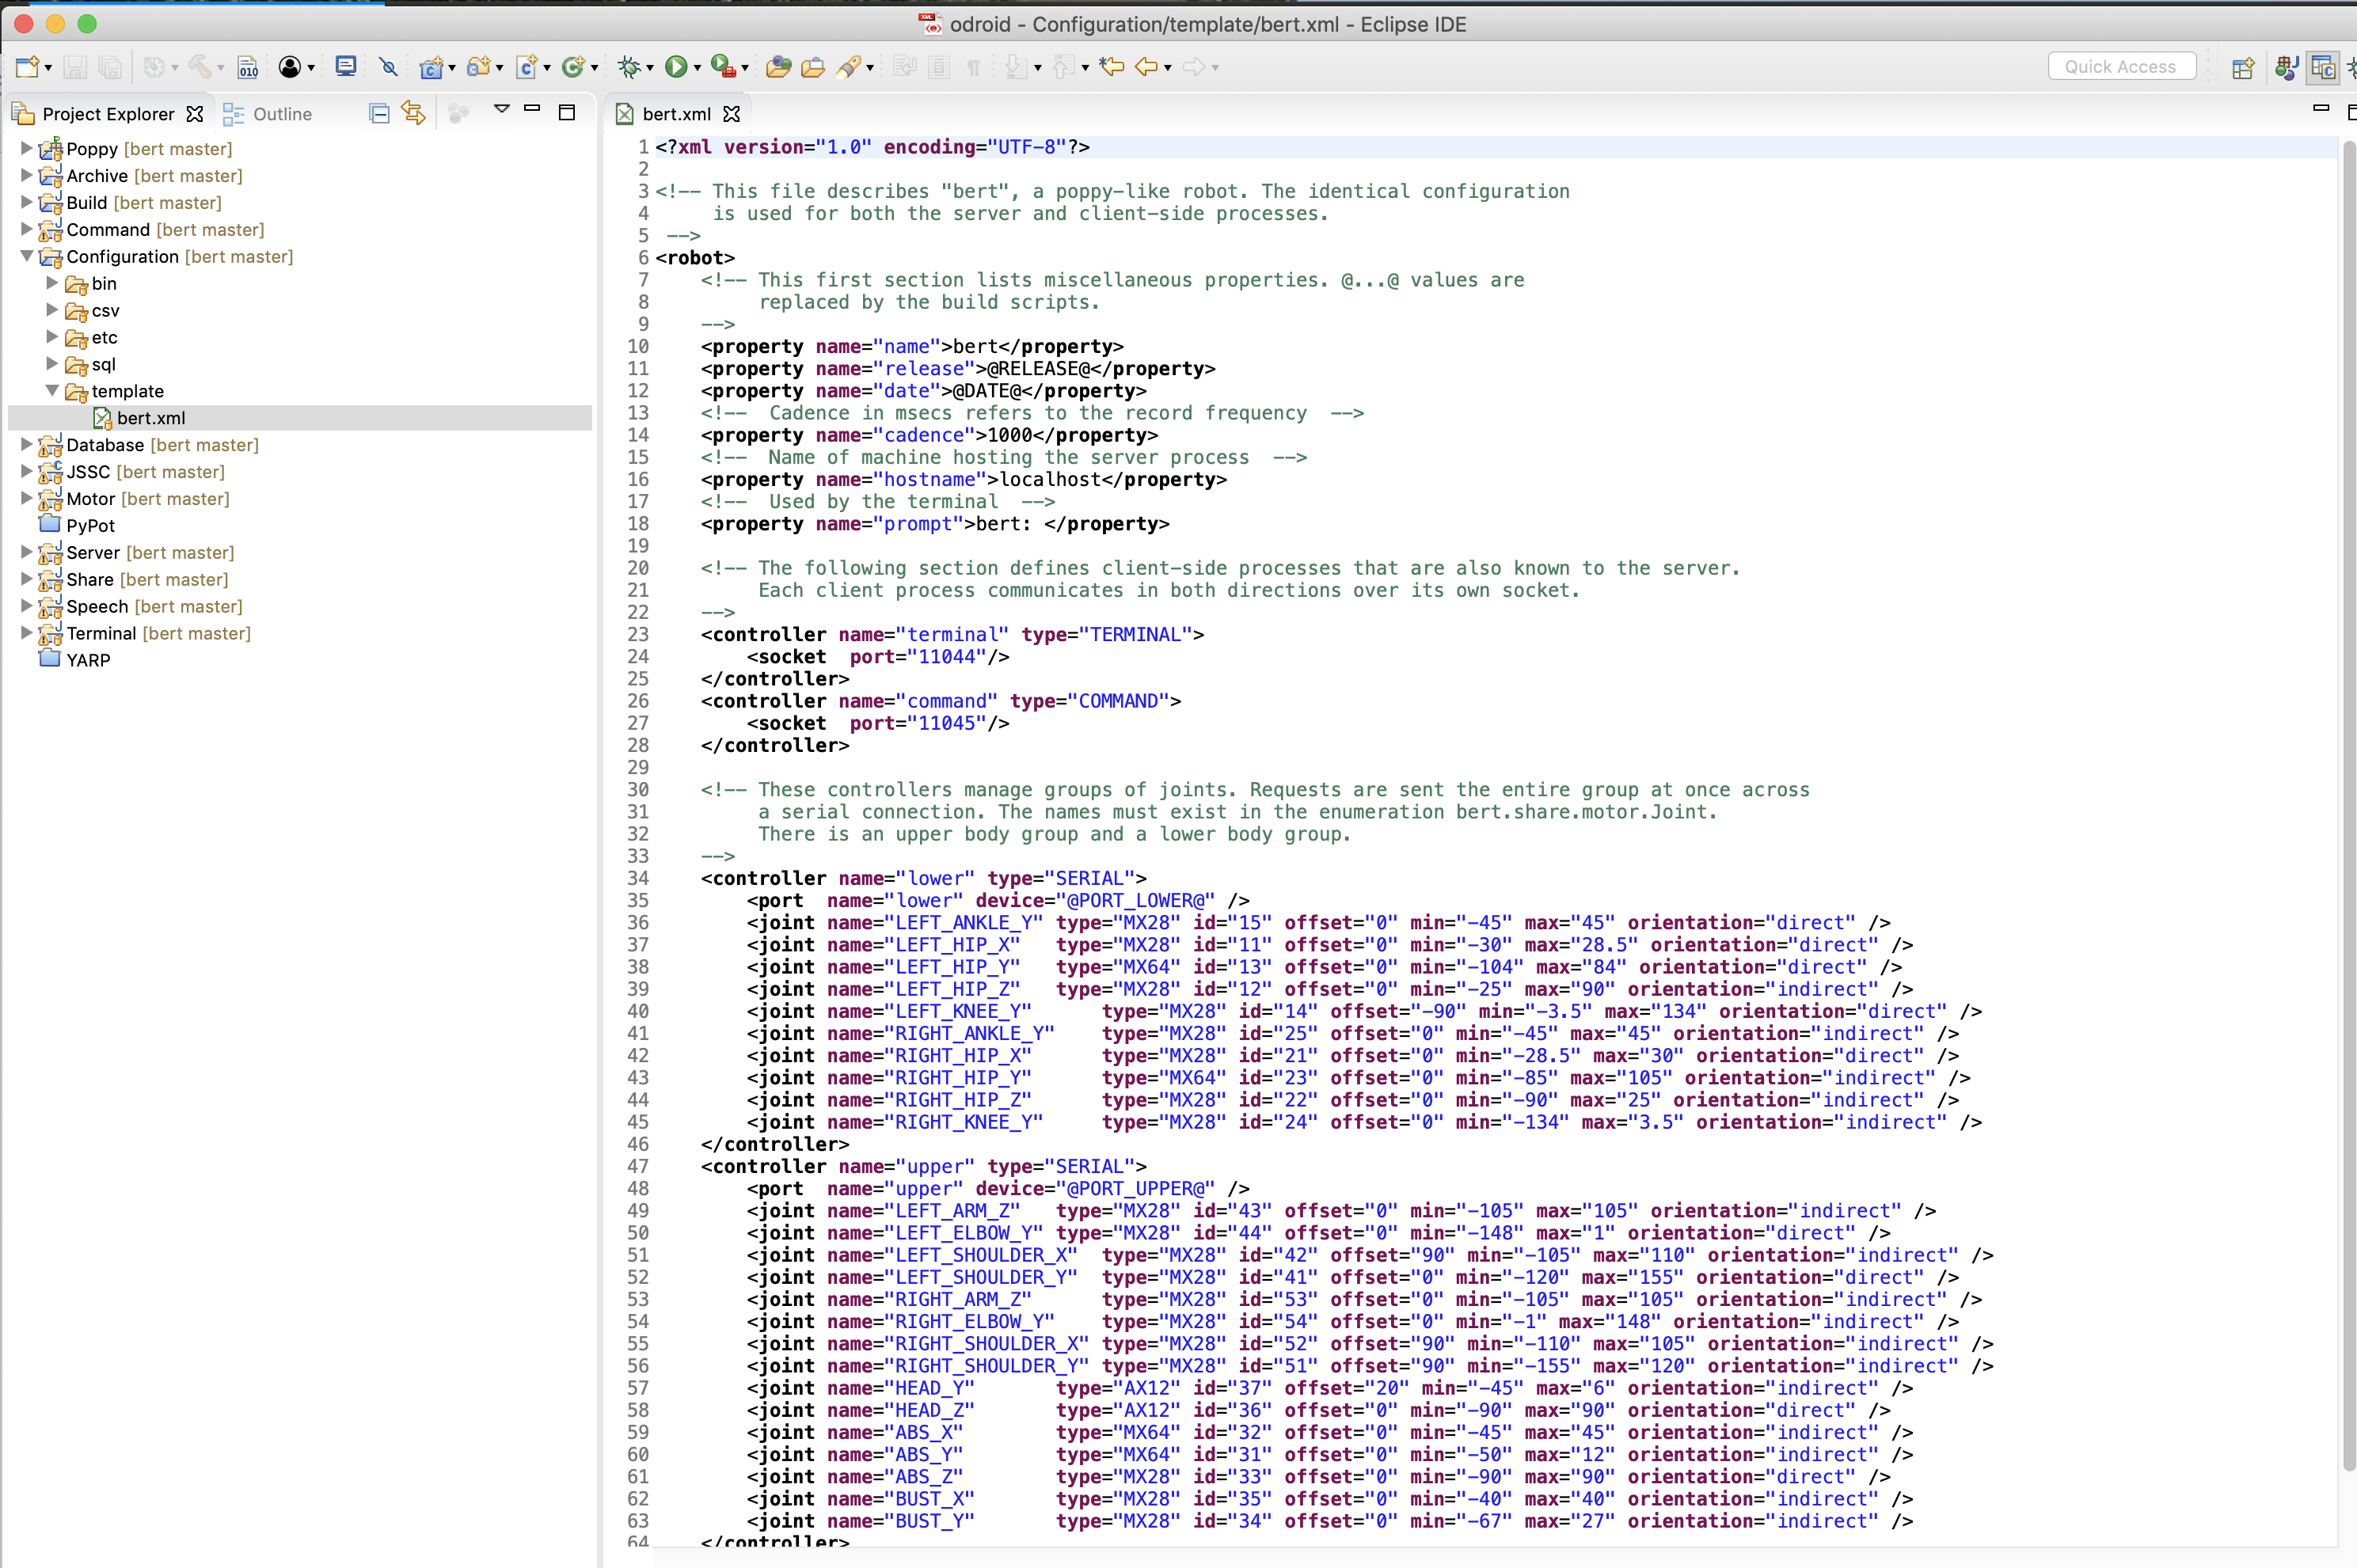 odroid - Configuration/template/bert.xml - Eclipse IDE
Quick Access
Project Explorer
Outline
Poppy [bert master]
Archive [bert master]
Build [bert master]
Command [bert master]
Configuration [bert master]
bin
csv
etc
sql
template
bert.xml
Database [bert master]
JSSC [bert master]
Motor [bert master]
PyPot
Server [bert master]
Share [bert master]
Speech [bert master]
Terminal [bert master]
YARP
bert.xml
1 <?xml version="1.0" encoding="UTF-8"?>
2
3 <!-- This file describes "bert", a poppy-like robot. The identical configuration
4      is used for both the server and client-side processes.
5  -->
6 <robot>
7     <!-- This first section lists miscellaneous properties. @...@ values are
8          replaced by the build scripts.
9     -->
10     <property name="name">bert</property>
11     <property name="release">@RELEASE@</property>
12     <property name="date">@DATE@</property>
13     <!--  Cadence in msecs refers to the record frequency  -->
14     <property name="cadence">1000</property>
15     <!--  Name of machine hosting the server process  -->
16     <property name="hostname">localhost</property>
17     <!--  Used by the terminal  -->
18     <property name="prompt">bert: </property>
19
20     <!-- The following section defines client-side processes that are also known to the server.
21          Each client process communicates in both directions over its own socket.
22     -->
23     <controller name="terminal" type="TERMINAL">
24         <socket  port="11044"/>
25     </controller>
26     <controller name="command" type="COMMAND">
27         <socket  port="11045"/>
28     </controller>
29
30     <!-- These controllers manage groups of joints. Requests are sent the entire group at once across
31          a serial connection. The names must exist in the enumeration bert.share.motor.Joint.
32          There is an upper body group and a lower body group.
33     -->
34     <controller name="lower" type="SERIAL">
35         <port  name="lower" device="@PORT_LOWER@" />
36         <joint name="LEFT_ANKLE_Y" type="MX28" id="15" offset="0" min="-45" max="45" orientation="direct" />
37         <joint name="LEFT_HIP_X"   type="MX28" id="11" offset="0" min="-30" max="28.5" orientation="direct" />
38         <joint name="LEFT_HIP_Y"   type="MX64" id="13" offset="0" min="-104" max="84" orientation="direct" />
39         <joint name="LEFT_HIP_Z"   type="MX28" id="12" offset="0" min="-25" max="90" orientation="indirect" />
40         <joint name="LEFT_KNEE_Y"      type="MX28" id="14" offset="-90" min="-3.5" max="134" orientation="direct" />
41         <joint name="RIGHT_ANKLE_Y"    type="MX28" id="25" offset="0" min="-45" max="45" orientation="indirect" />
42         <joint name="RIGHT_HIP_X"      type="MX28" id="21" offset="0" min="-28.5" max="30" orientation="direct" />
43         <joint name="RIGHT_HIP_Y"      type="MX64" id="23" offset="0" min="-85" max="105" orientation="indirect" />
44         <joint name="RIGHT_HIP_Z"      type="MX28" id="22" offset="0" min="-90" max="25" orientation="indirect" />
45         <joint name="RIGHT_KNEE_Y"     type="MX28" id="24" offset="0" min="-134" max="3.5" orientation="indirect" />
46     </controller>
47     <controller name="upper" type="SERIAL">
48         <port  name="upper" device="@PORT_UPPER@" />
49         <joint name="LEFT_ARM_Z"   type="MX28" id="43" offset="0" min="-105" max="105" orientation="indirect" />
50         <joint name="LEFT_ELBOW_Y" type="MX28" id="44" offset="0" min="-148" max="1" orientation="direct" />
51         <joint name="LEFT_SHOULDER_X"  type="MX28" id="42" offset="90" min="-105" max="110" orientation="indirect" />
52         <joint name="LEFT_SHOULDER_Y"  type="MX28" id="41" offset="0" min="-120" max="155" orientation="direct" />
53         <joint name="RIGHT_ARM_Z"      type="MX28" id="53" offset="0" min="-105" max="105" orientation="indirect" />
54         <joint name="RIGHT_ELBOW_Y"    type="MX28" id="54" offset="0" min="-1" max="148" orientation="indirect" />
55         <joint name="RIGHT_SHOULDER_X" type="MX28" id="52" offset="90" min="-110" max="105" orientation="indirect" />
56         <joint name="RIGHT_SHOULDER_Y" type="MX28" id="51" offset="90" min="-155" max="120" orientation="indirect" />
57         <joint name="HEAD_Y"       type="AX12" id="37" offset="20" min="-45" max="6" orientation="indirect" />
58         <joint name="HEAD_Z"       type="AX12" id="36" offset="0" min="-90" max="90" orientation="direct" />
59         <joint name="ABS_X"        type="MX64" id="32" offset="0" min="-45" max="45" orientation="indirect" />
60         <joint name="ABS_Y"        type="MX64" id="31" offset="0" min="-50" max="12" orientation="indirect" />
61         <joint name="ABS_Z"        type="MX28" id="33" offset="0" min="-90" max="90" orientation="direct" />
62         <joint name="BUST_X"       type="MX28" id="35" offset="0" min="-40" max="40" orientation="indirect" />
63         <joint name="BUST_Y"       type="MX28" id="34" offset="0" min="-67" max="27" orientation="indirect" />
64     </controller>